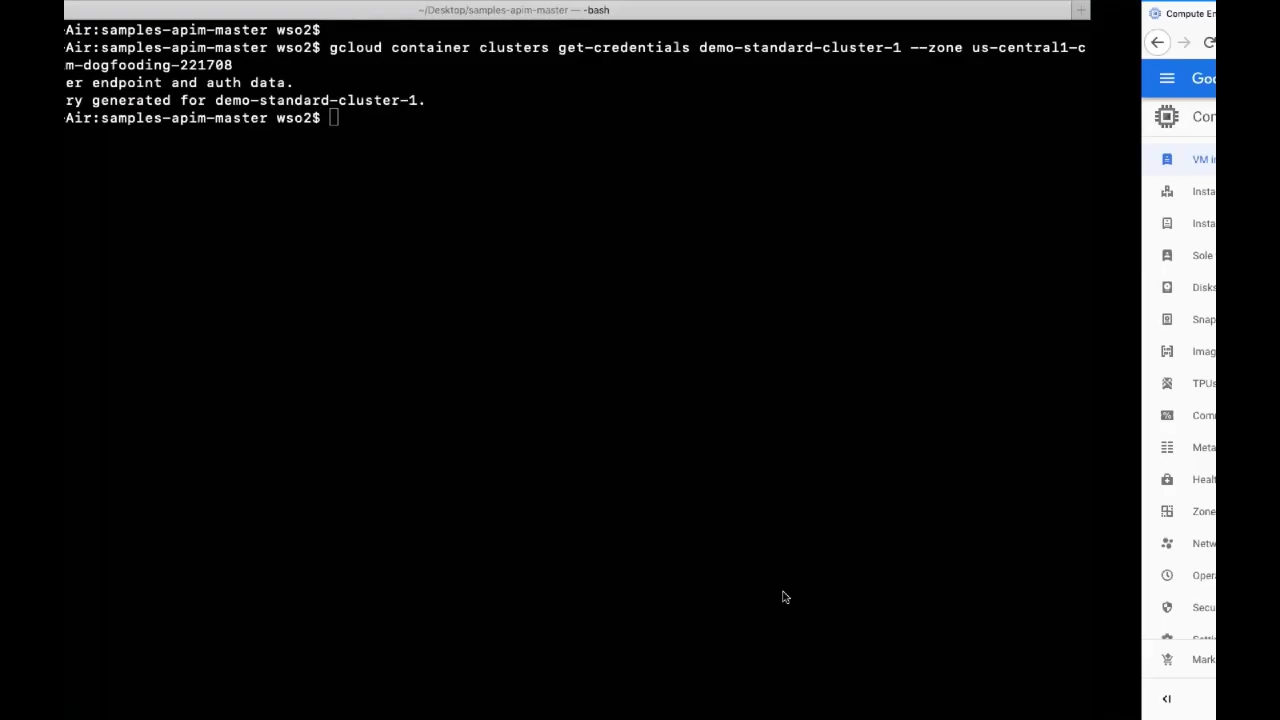 ~/Desktop/samples-apim-master — -bash
Air:samples-apim-master wso2$
Air:samples-apim-master wso2$ gcloud container clusters get-credentials demo-standard-cluster-1 --zone us-central1-c
m-dogfooding-221708
er endpoint and auth data.
ry generated for demo-standard-cluster-1.
Air:samples-apim-master wso2$
Compute En
Goo
Con
VM in
Insta
Insta
Sole
Disks
Snap
Imag
TPUs
Com
Meta
Healt
Zone
Netw
Opera
Secu
Mark